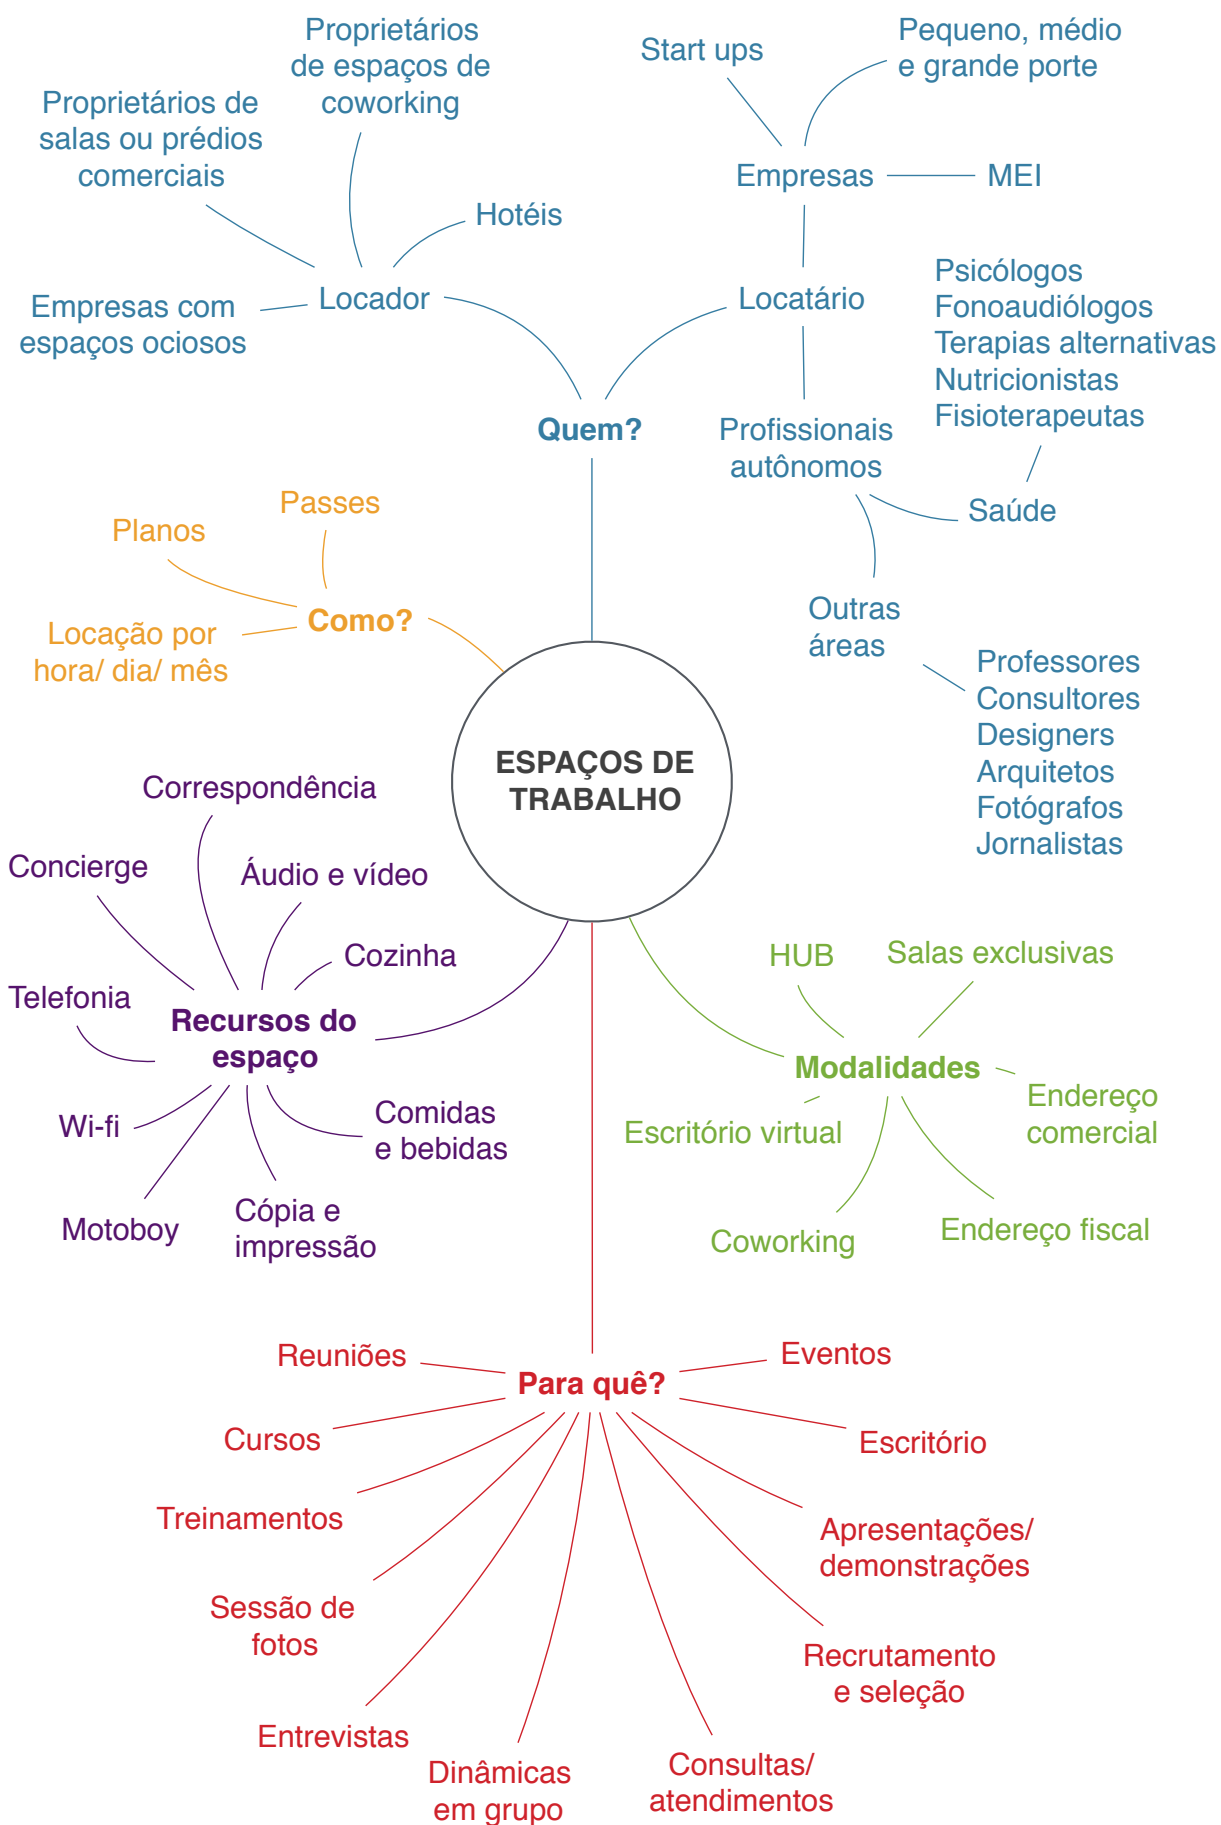 Proprietários
de espaços de
coworking
Proprietários de
salas ou prédios
comerciais
Hotéis
Empresas com
espaços ociosos
Locador
Start ups
Pequeno, médio
e grande porte
Empresas
MEI
Locatário
Psicólogos
Fonoaudiólogos
Terapias alternativas
Nutricionistas
Fisioterapeutas
Quem?
Profissionais
autônomos
Saúde
Outras
áreas
Professores
Consultores
Designers
Arquitetos
Fotógrafos
Jornalistas
Passes
Planos
Como?
Locação por
hora/ dia/ mês
ESPAÇOS DE
TRABALHO
Correspondência
Concierge
Áudio e vídeo
Cozinha
Telefonia
Recursos do
espaço
Wi-fi
Comidas
e bebidas
Motoboy
Cópia e
impressão
HUB
Salas exclusivas
Modalidades
Endereço
comercial
Escritório virtual
Coworking
Endereço fiscal
Reuniões
Eventos
Para quê?
Cursos
Escritório
Treinamentos
Apresentações/
demonstrações
Sessão de
fotos
Recrutamento
e seleção
Entrevistas
Dinâmicas
em grupo
Consultas/
atendimentos